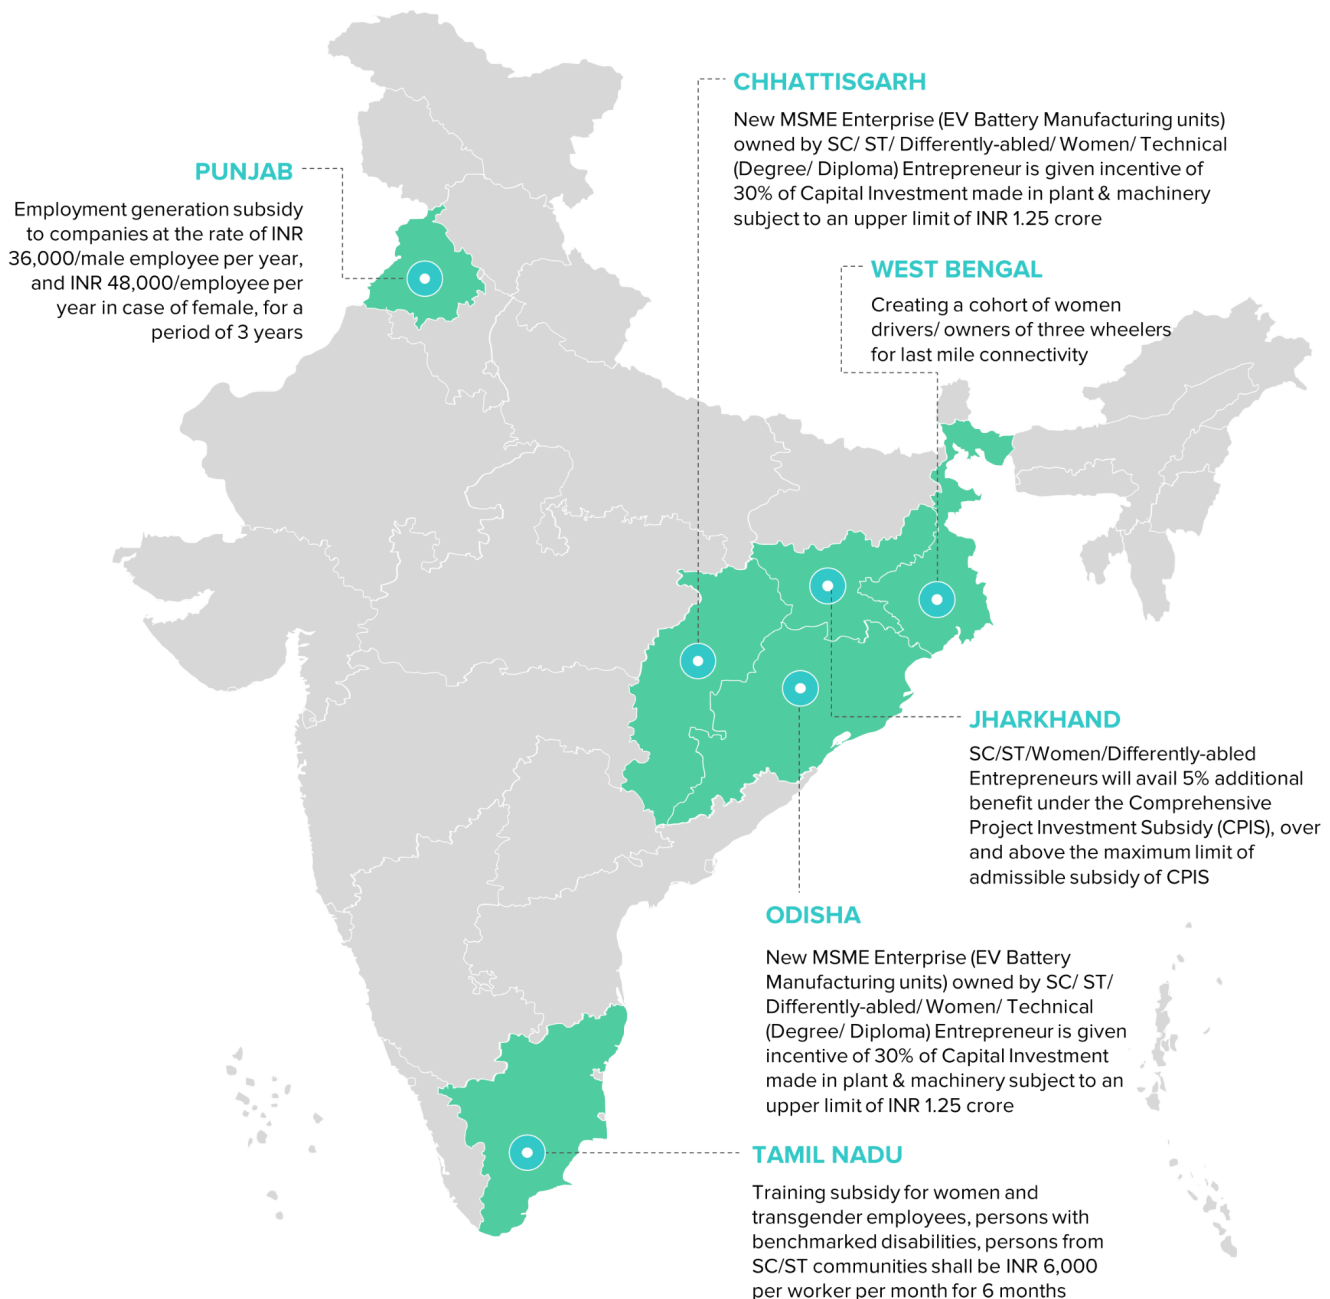 CHHATTISGARH
New MSME Enterprise (EV Battery Manufacturing units)
owned by SC/ ST/ Differently-abled/ Women/ Technical
(Degree/ Diploma) Entrepreneur is given incentive of
30% of Capital Investment made in plant & machinery
subject to an upper limit of INR 1.25 crore
PUNJAB
Employment generation subsidy
to companies at the rate of INR
36,000/male employee per year,
and INR 48,000/employee per
year in case of female, for a
period of 3 years
WEST BENGAL
Creating a cohort of women
drivers/ owners of three wheelers
for last mile connectivity
JHARKHAND
SC/ST/Women/Differently-abled
Entrepreneurs will avail 5% additional
benefit under the Comprehensive
Project Investment Subsidy (CPIS), over
and above the maximum limit of
admissible subsidy of CPIS
ODISHA
New MSME Enterprise (EV Battery
Manufacturing units) owned by SC/ ST/
Differently-abled/ Women/ Technical
(Degree/ Diploma) Entrepreneur is given
incentive of 30% of Capital Investment
made in plant & machinery subject to an
upper limit of INR 1.25 crore
TAMIL NADU
Training subsidy for women and
transgender employees, persons with
benchmarked disabilities, persons from
SC/ST communities shall be INR 6,000
per worker per month for 6 months